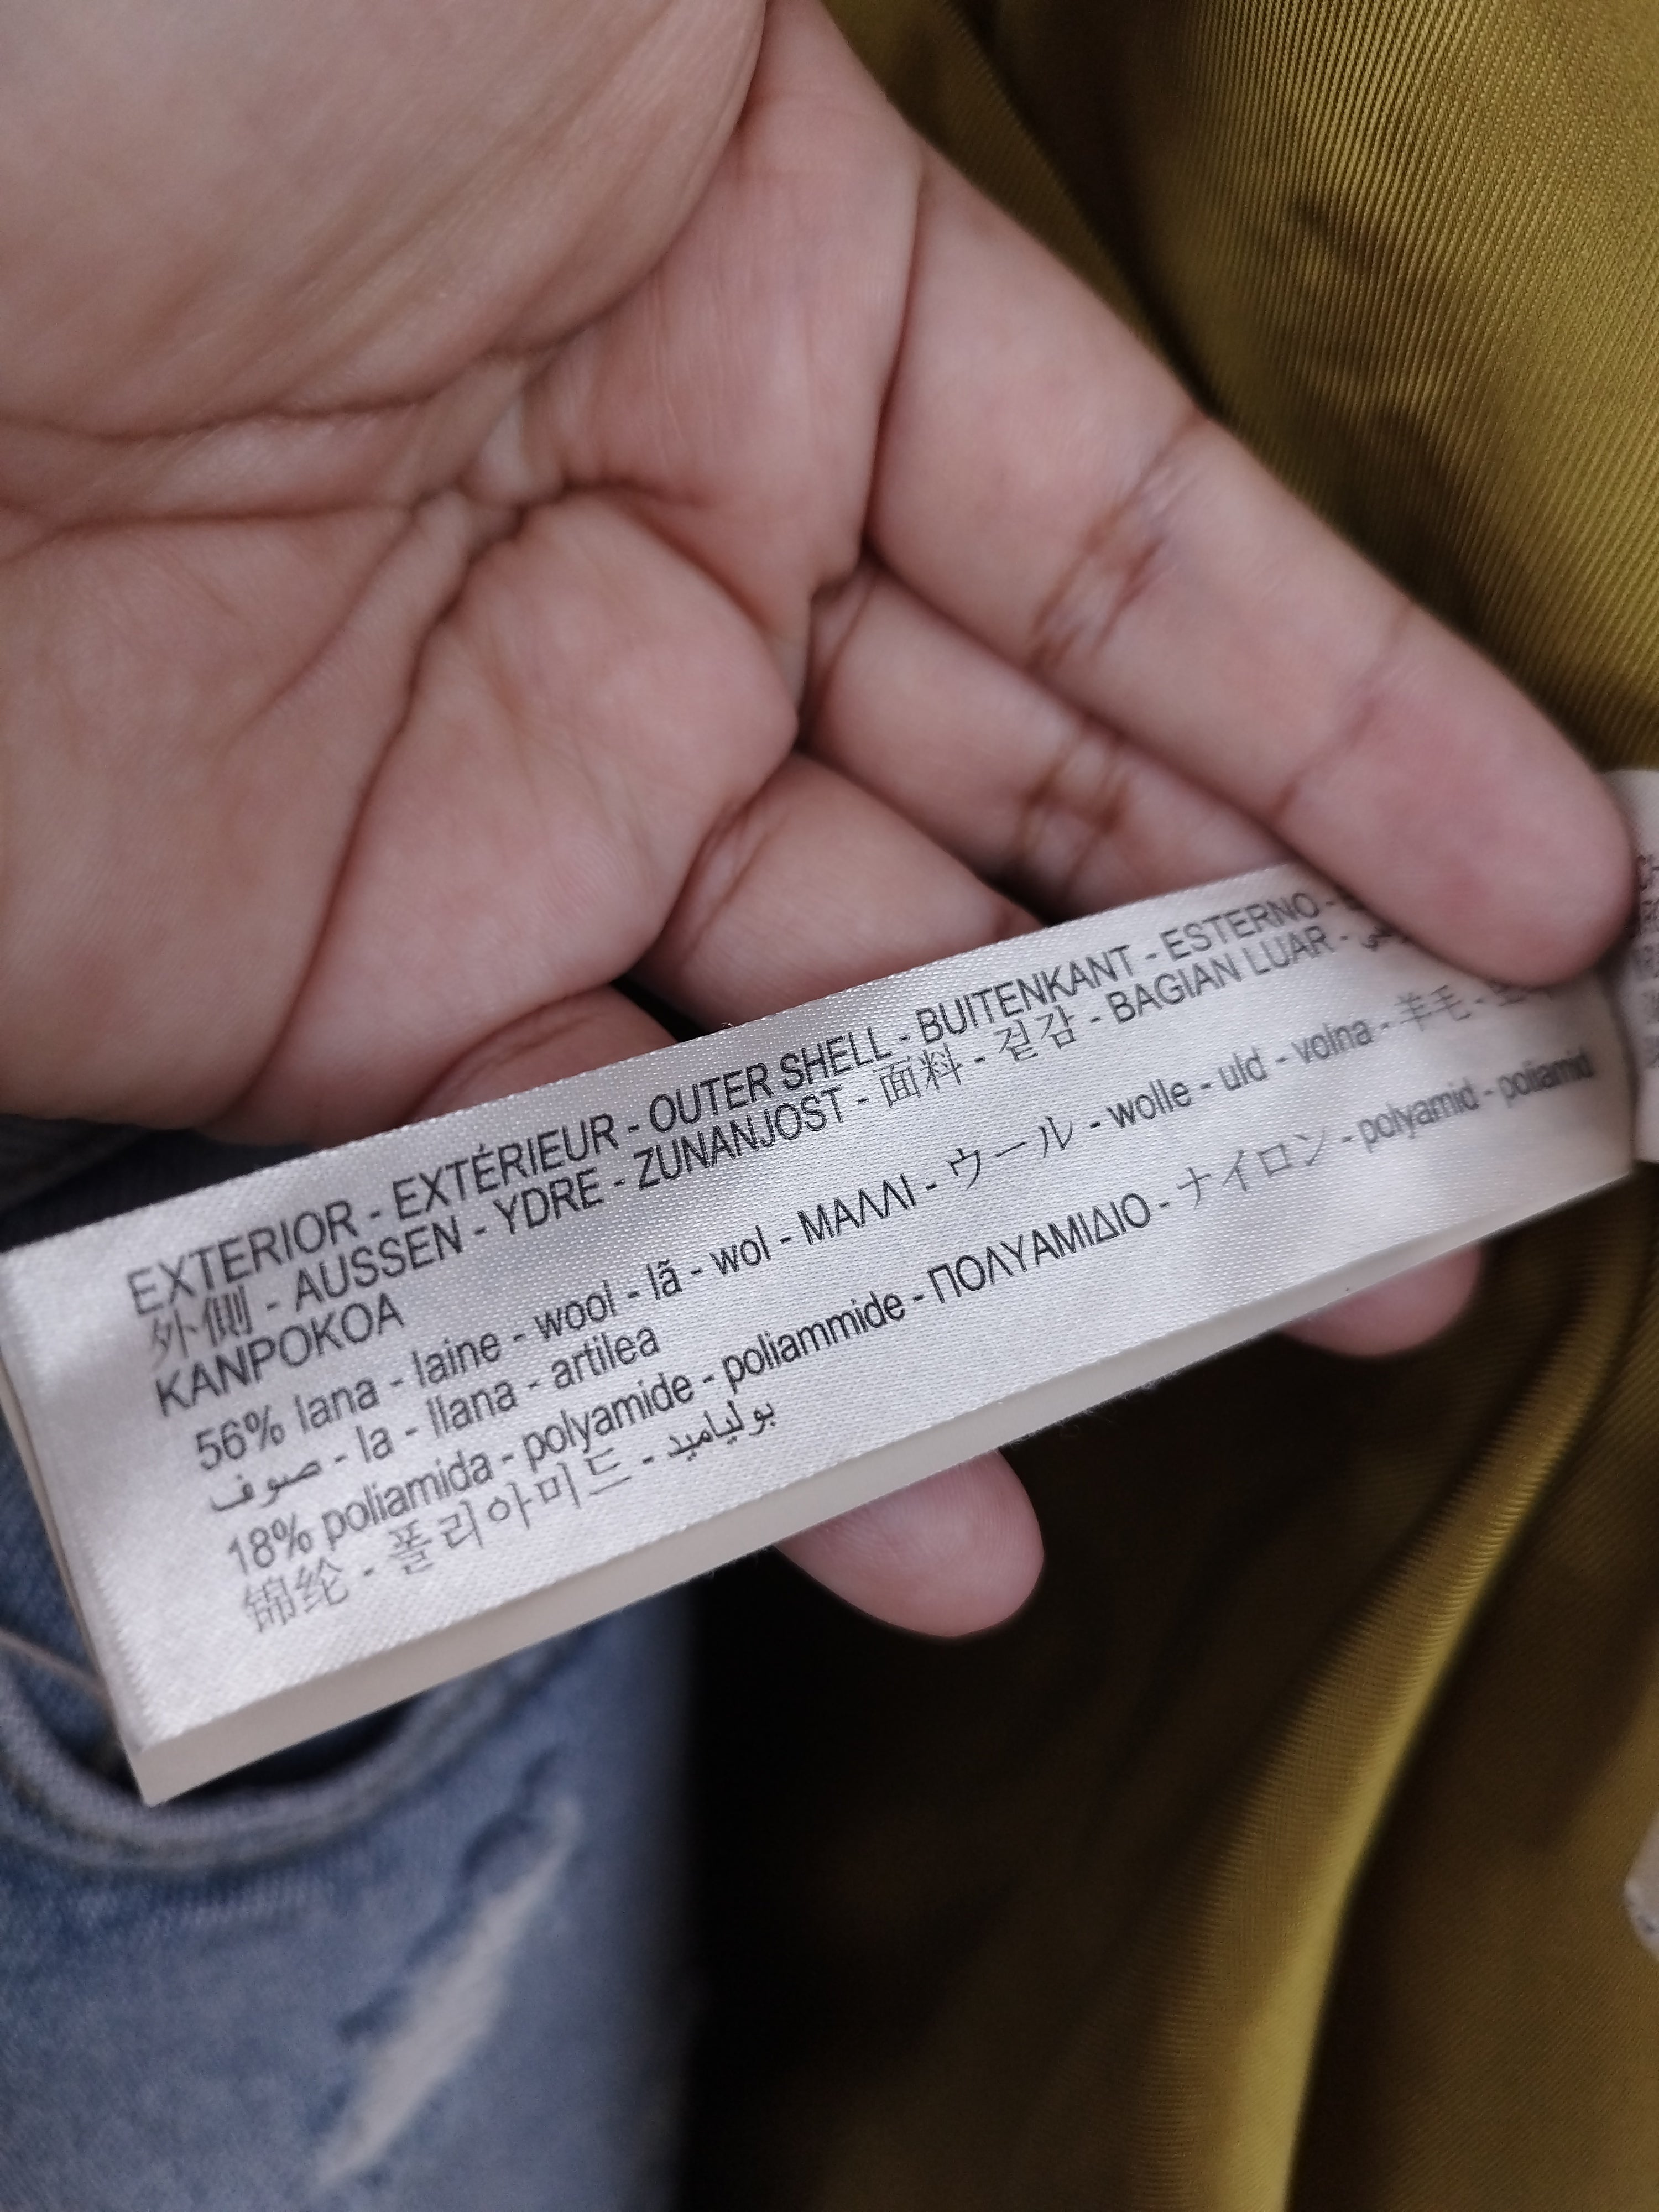 EXTERIOR - EXTÉRIEUR - OUTER SHELL - BUITENKANT - ESTERNO -
外側 - AUSSEN - YDRE - ZUNANJOST - 面料 - 겉감 - BAGIAN LUAR -
KANPOKOA
56% lana - laine - wool - lã - wol - ΜΑΛΛΙ - ウール - wolle - uld - volna - 羊毛 -
صوف - la - llana - artilea
18% poliamida - polyamide - poliammide - ΠΟΛΥΑΜΙΔΙΟ - ナイロン - polyamid - poliamid
锦纶 - 폴리아미드 - بولياميد